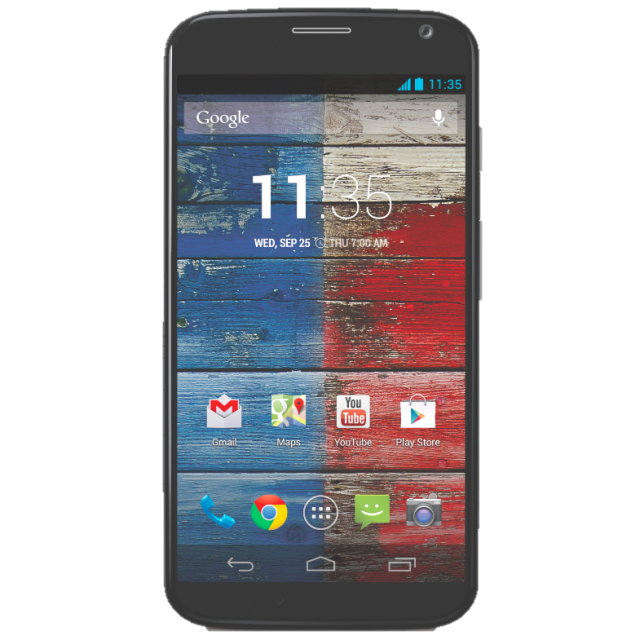 11:35
Google
11:35
WED, SEP 25 THU 7:00 AM
You
Tube
Gmail Maps YouTube Play Store